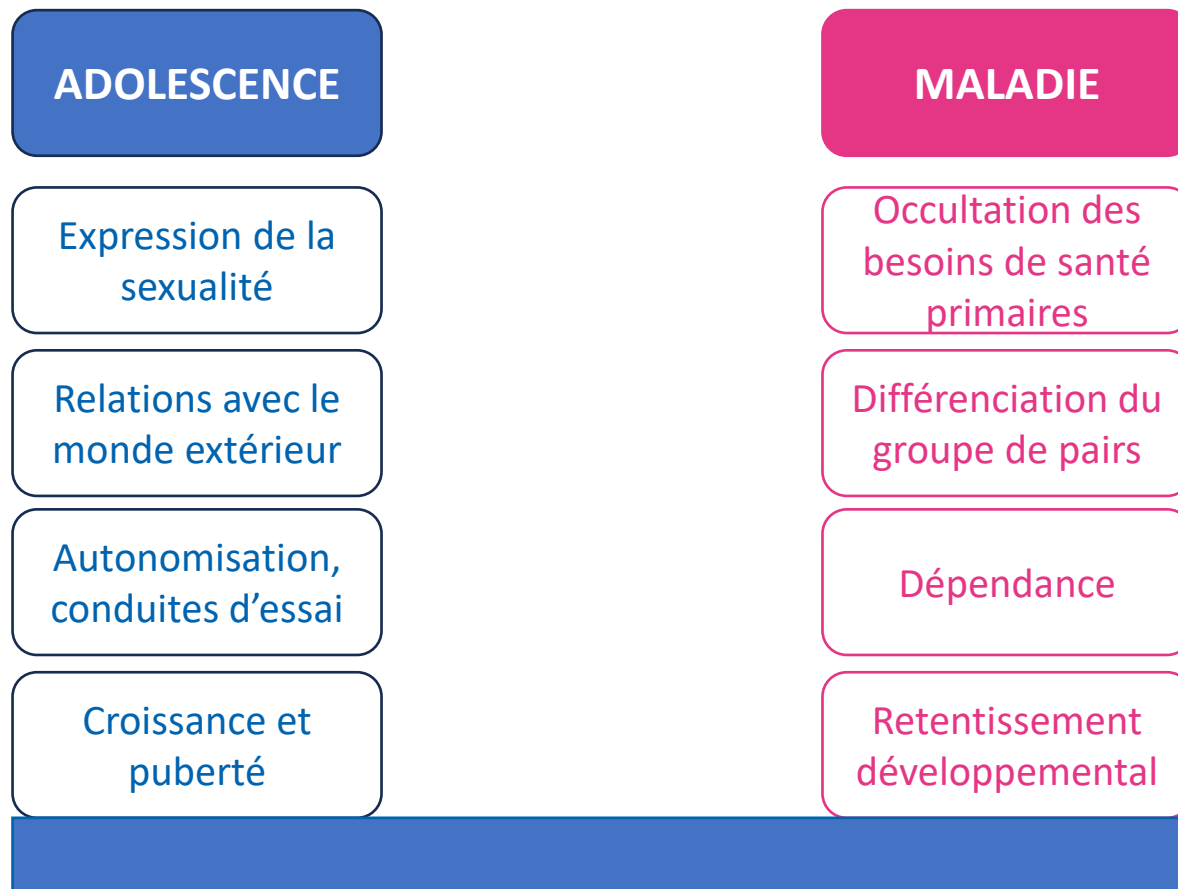 ADOLESCENCE
Expression de la
sexualité
Relations avec le
monde extérieur
Autonomisation,
conduites d’essai
Croissance et
puberté
MALADIE
Occultation des
besoins de santé
primaires
Différenciation du
groupe de pairs
Dépendance
Retentissement
développemental